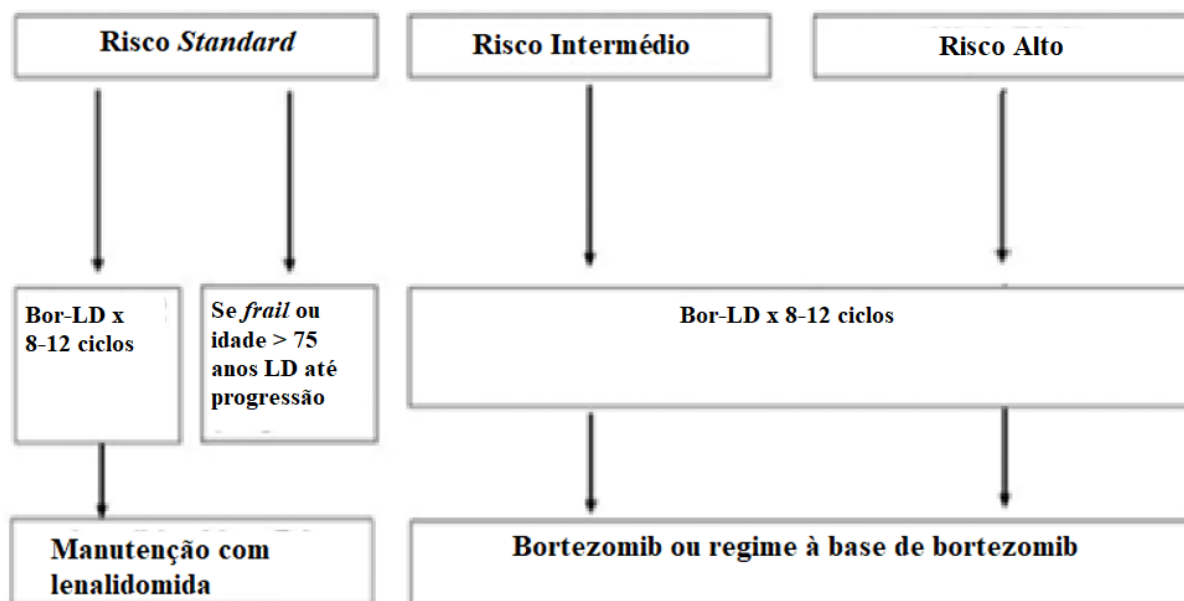 Risco Standard
Risco Intermédio
Risco Alto
Bor-LD x
8-12 ciclos
Se frail ou
idade > 75
anos LD até
progressão
Bor-LD x 8-12 ciclos
Manutenção com
lenalidomida
Bortezomib ou regime à base de bortezomib